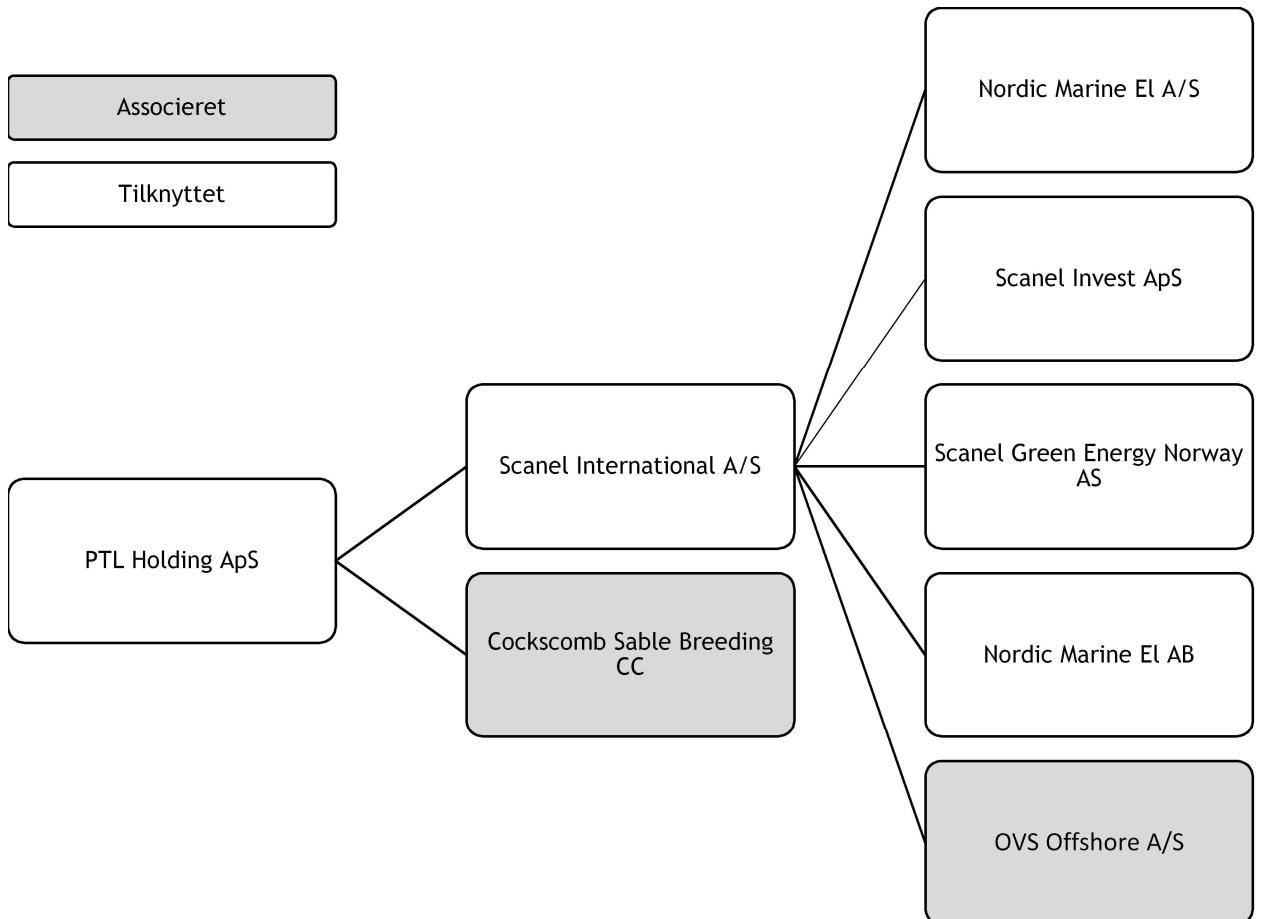 Associeret
Tilknyttet
PTL Holding ApS
Scanel International A/S
Cockscomb Sable Breeding
CC
Nordic Marine El A/S
Scanel Invest ApS
Scanel Green Energy Norway
AS
Nordic Marine El AB
OVS Offshore A/S